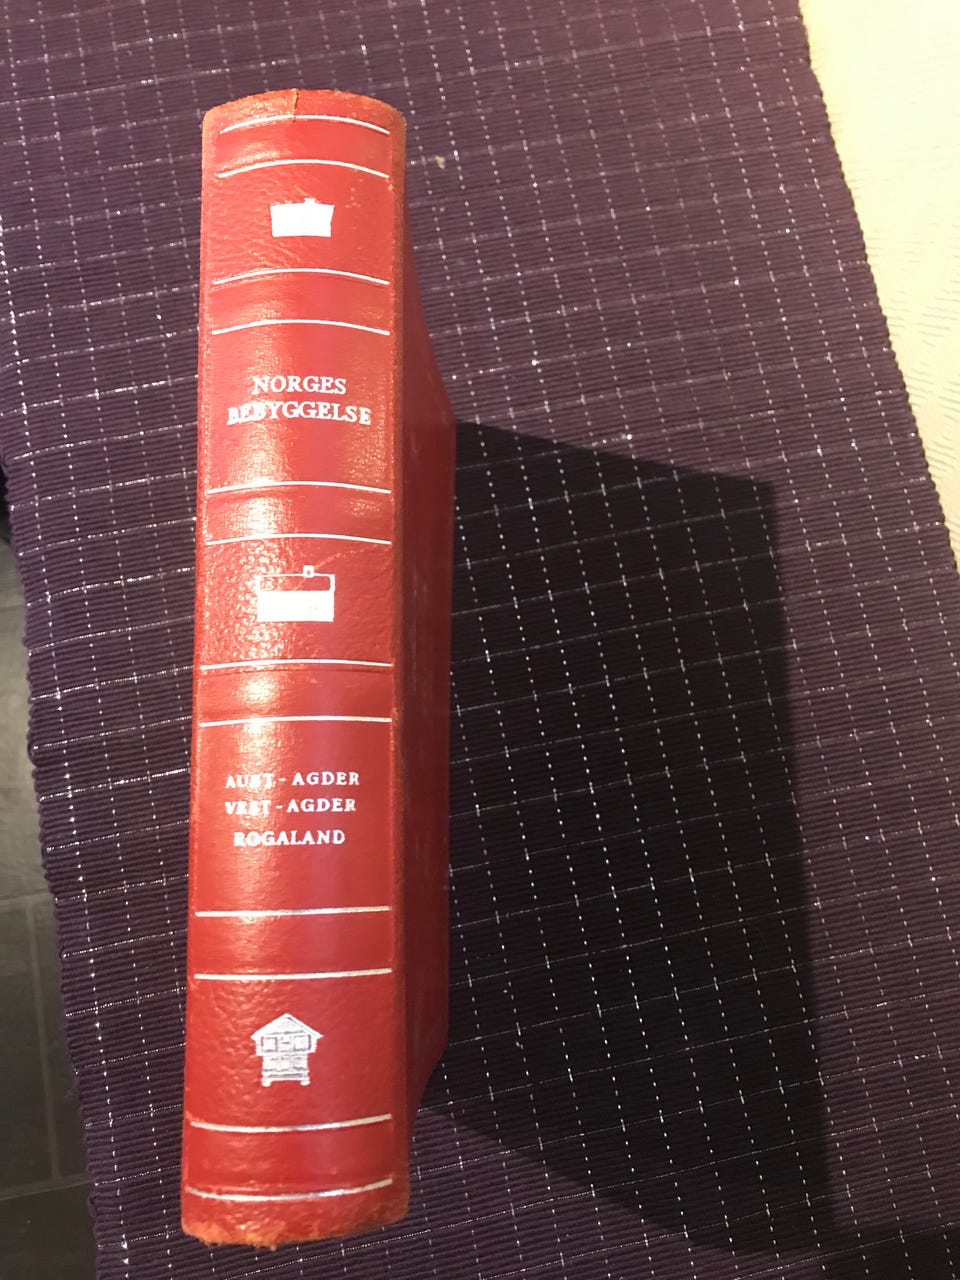 NORGES
BEBYGGELSE
AUST-AGDER
VEST-AGDER
ROGALAND